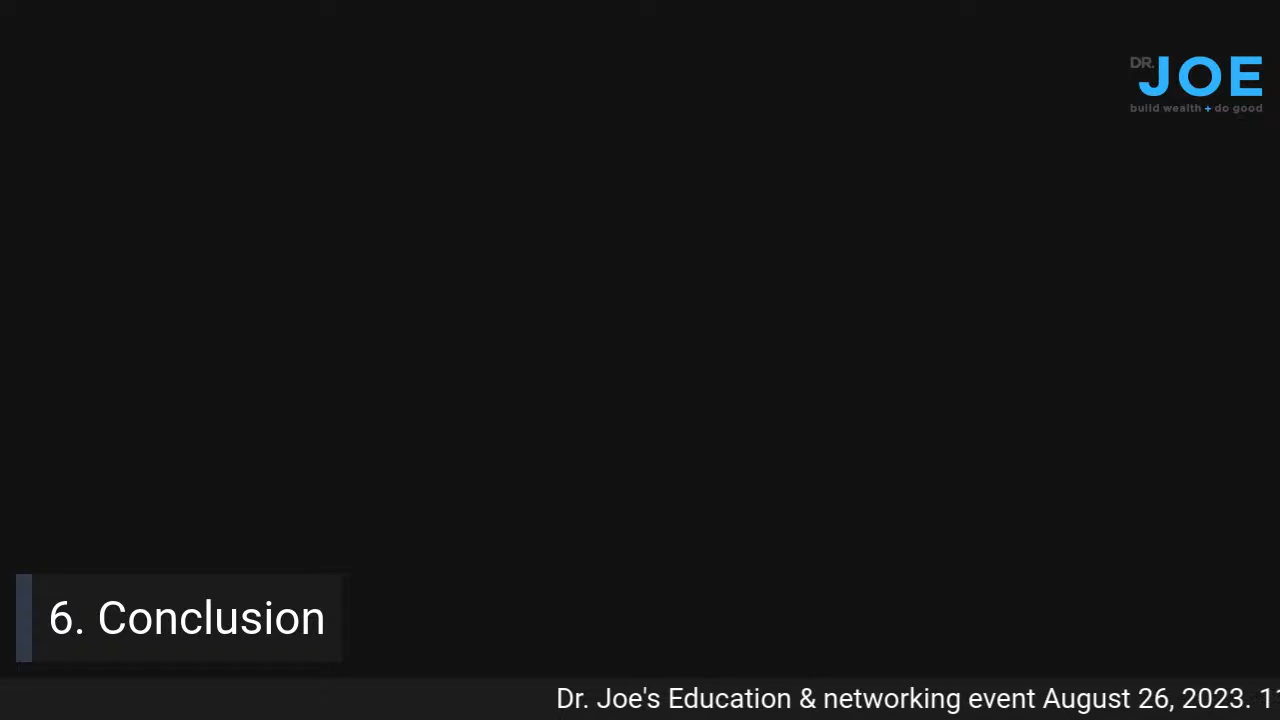 DR.
JOE
build wealth + do good
6. Conclusion
Dr. Joe's Education & networking event August 26, 2023.